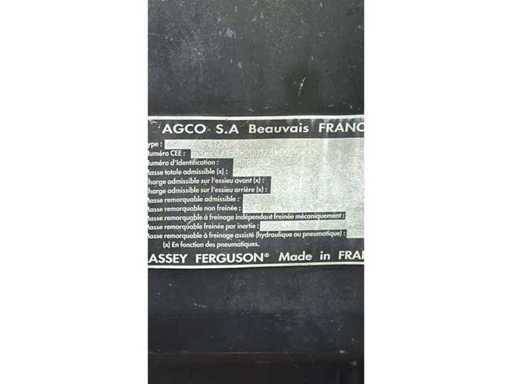 AGCO S.A Beauvais FRANC
ype :
uméro CEE :
uméro d'Identification :
asse totale admissible (x) :
harge admissible sur l'essieu avant (x) :
harge admissible sur l'essieu arrière (x) :
asse remorquable admissible :
asse remorquable non freinée :
asse remorquable à freinage indépendant freinée mécaniquement :
asse remorquable freinée par inertie :
asse remorquable à freinage assisté (hydraulique ou pneumatique) :
(x) En fonction des pneumatiques.
ASSEY FERGUSON® Made in FRAN